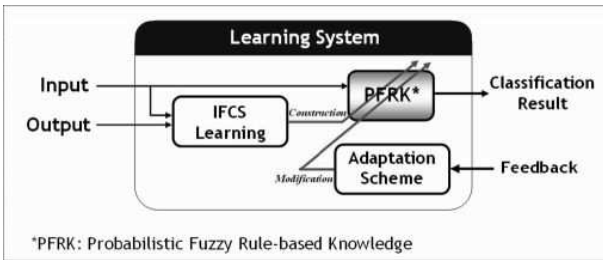 Learning System
Input
Output
IFCS
Learning
Construction
PFRK*
Classification
Result
Modification
Adaptation
Scheme
Feedback
*PFRK: Probabilistic Fuzzy Rule-based Knowledge